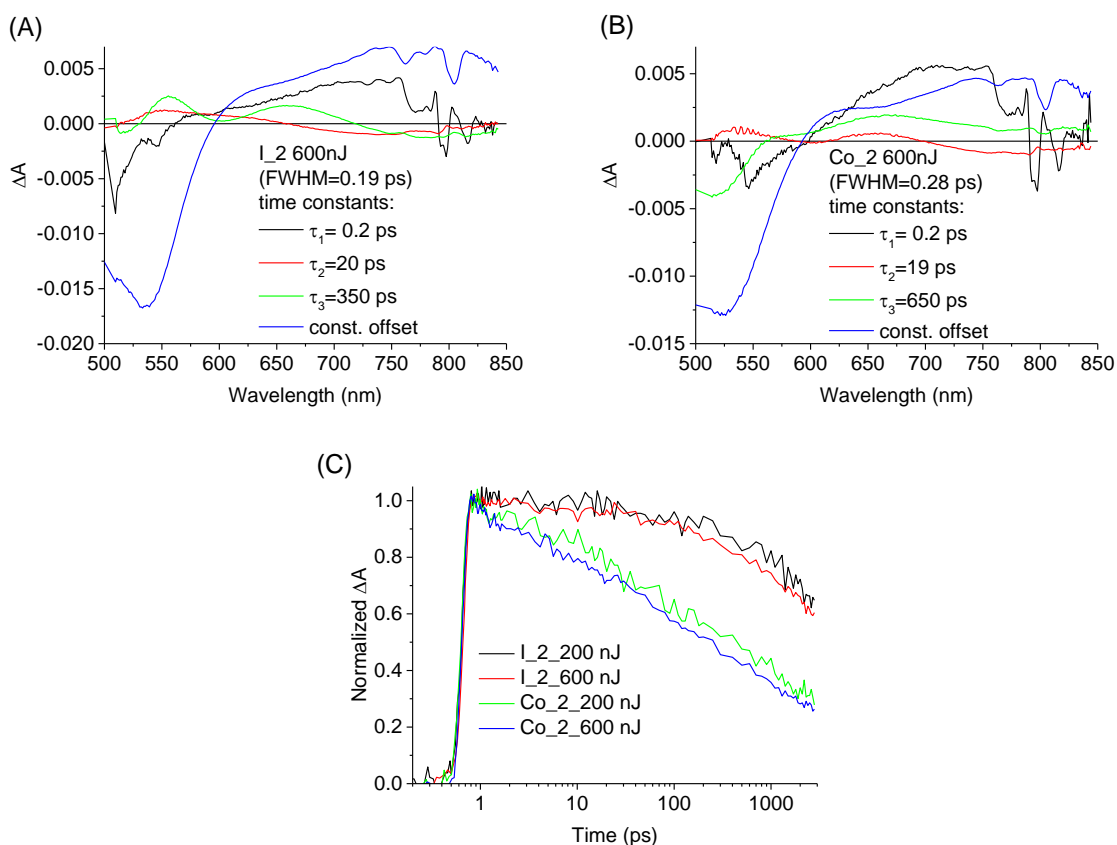 (A)
0.005
0.000
-0.005
-0.010
-0.015
-0.020
ΔA
I_2 600nJ
(FWHM=0.19 ps)
time constants:
τ1= 0.2 ps
τ2=20 ps
τ3=350 ps
const. offset
500 550 600 650 700 750 800 850
Wavelength (nm)
(B)
0.005
0.000
-0.005
-0.010
-0.015
ΔA
Co_2 600nJ
(FWHM=0.28 ps)
time constants:
τ1= 0.2 ps
τ2=19 ps
τ3=650 ps
const. offset
500 550 600 650 700 750 800 850
Wavelength (nm)
(C)
1.0
0.8
0.6
0.4
0.2
0.0
Normalized ΔA
I_2_200 nJ
I_2_600 nJ
Co_2_200 nJ
Co_2_600 nJ
1 10 100 1000
Time (ps)